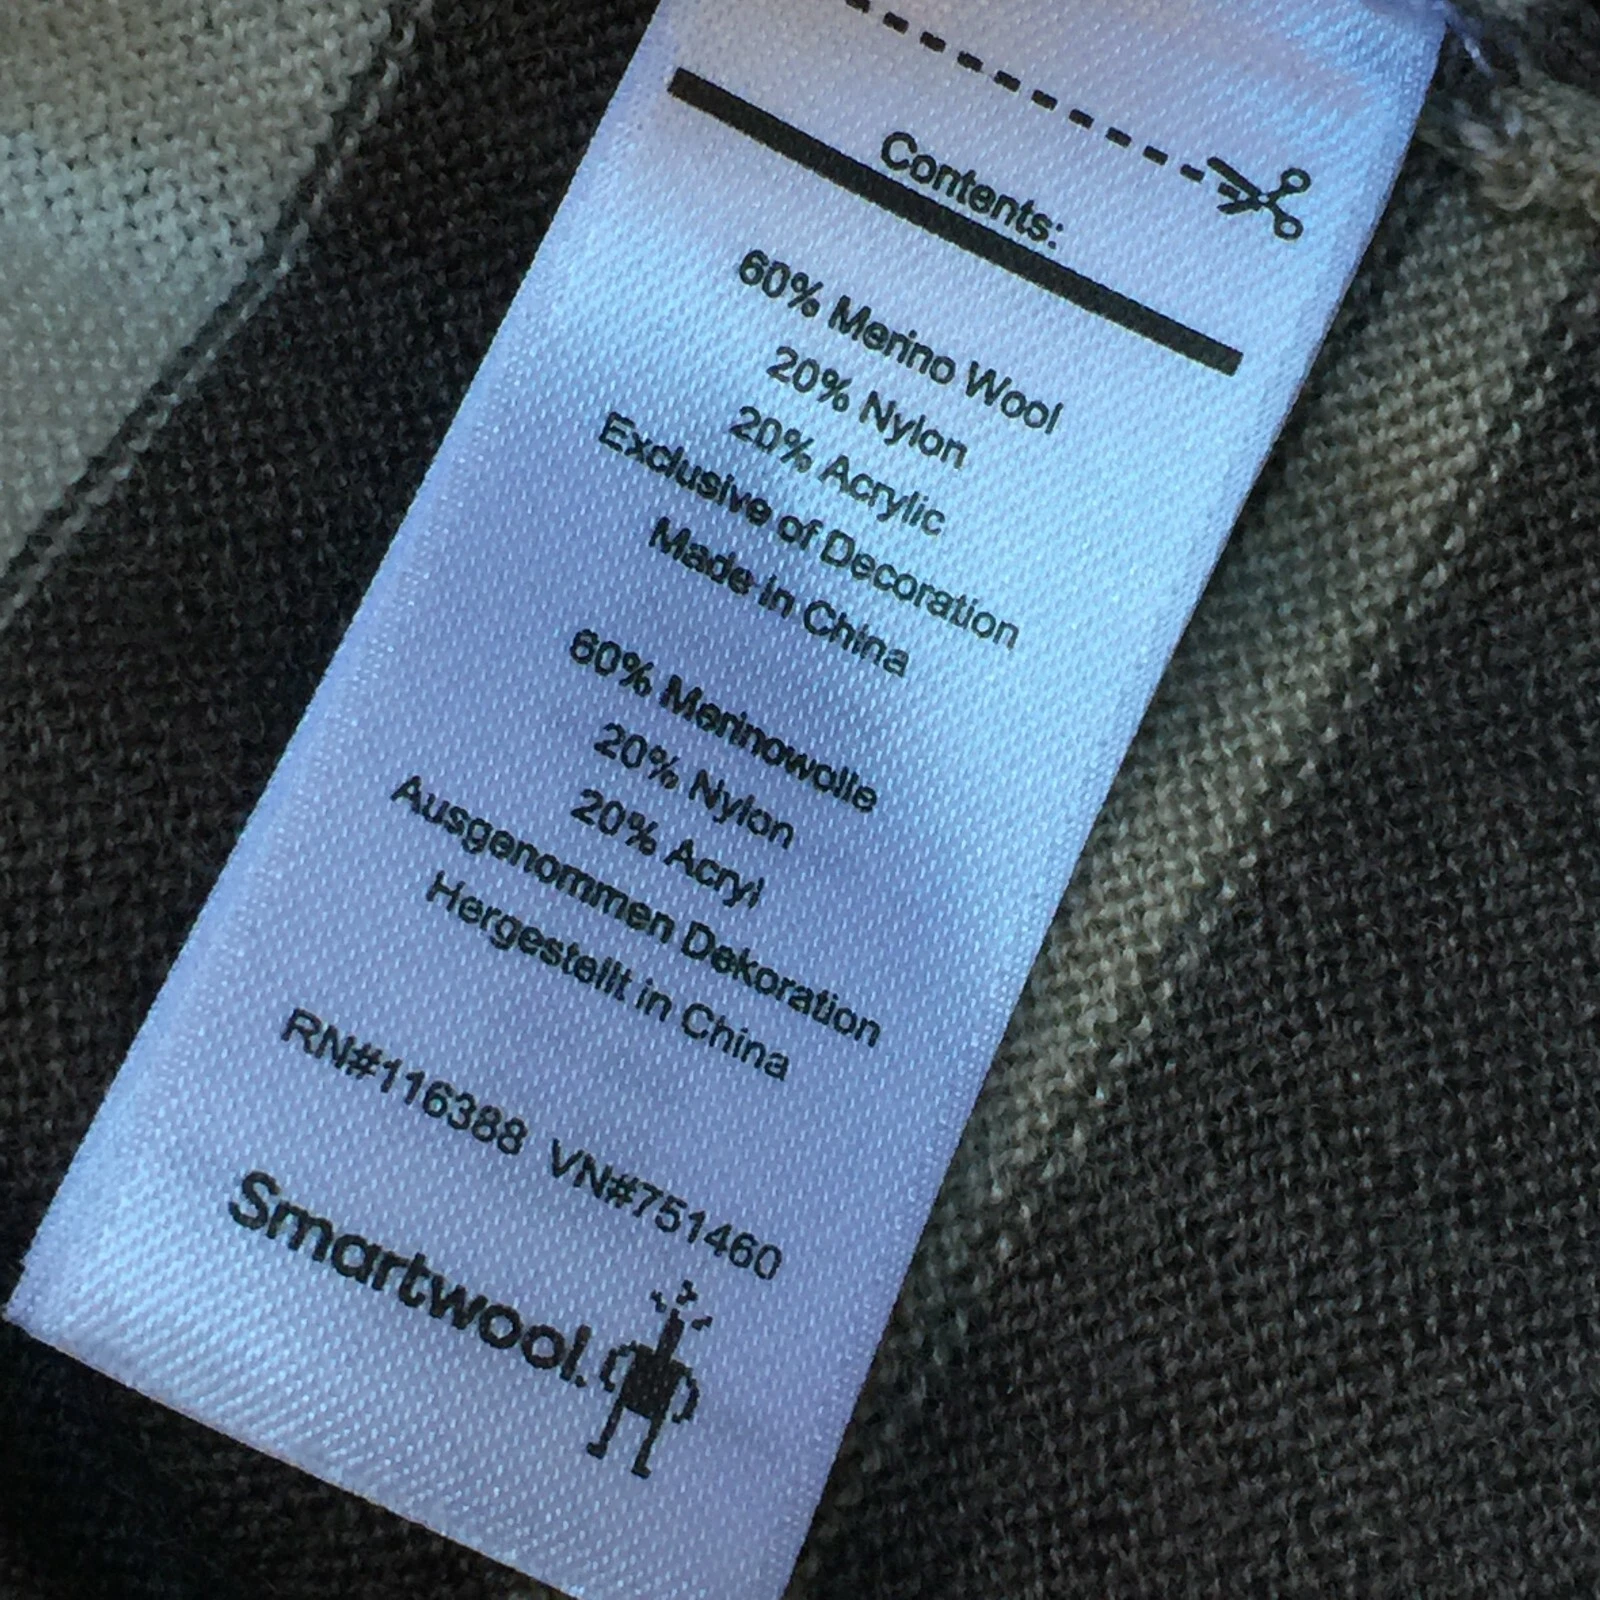 Contents:
60% Merino Wool
20% Nylon
20% Acrylic
Exclusive of Decoration
Made in China
60% Merinowolle
20% Nylon
20% Acryl
Ausgenommen Dekoration
Hergestellt in China
RN#116388 VN#751460
Smartwool.